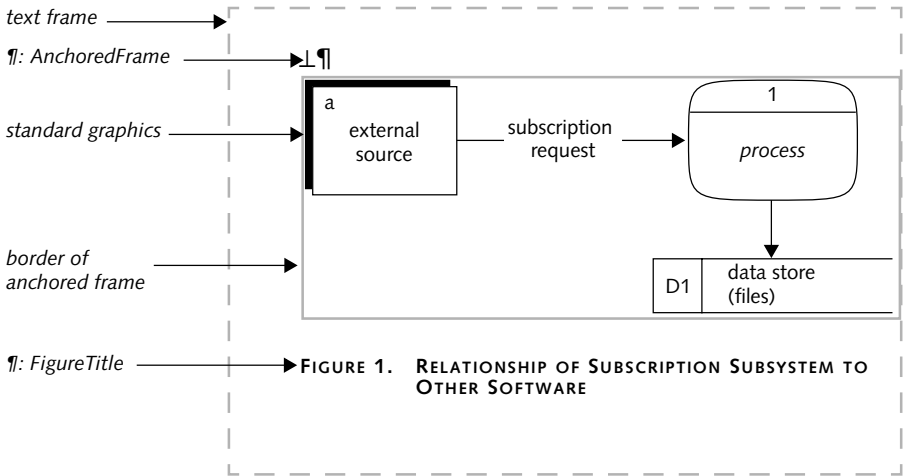 text frame
¶: AnchoredFrame
⊥¶
standard graphics
a
external
source
subscription
request
1
process
border of
anchored frame
D1
data store
(files)
¶: FigureTitle
FIGURE 1. RELATIONSHIP OF SUBSCRIPTION SUBSYSTEM TO
OTHER SOFTWARE